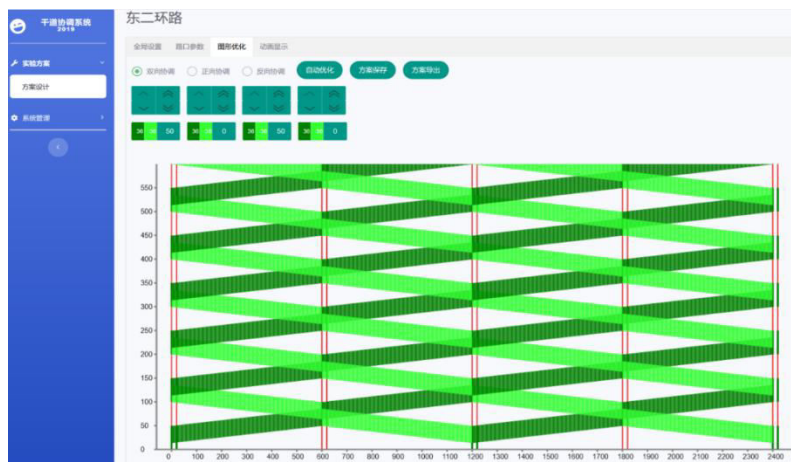 干道协调系统
2019
东二环路
全局设置 路口参数 图形优化 动画显示
实验方案
双向协调 正向协调 反向协调 自动优化 方案保存 方案导出
方案设计
系统管理
36 36 50 36 36 0 36 36 50 36 36 0
550
500
450
400
350
300
250
200
150
100
50
0
0 100 200 300 400 500 600 700 800 900 1000 1100 1200 1300 1400 1500 1600 1700 1800 1900 2000 2100 2200 2300 2400